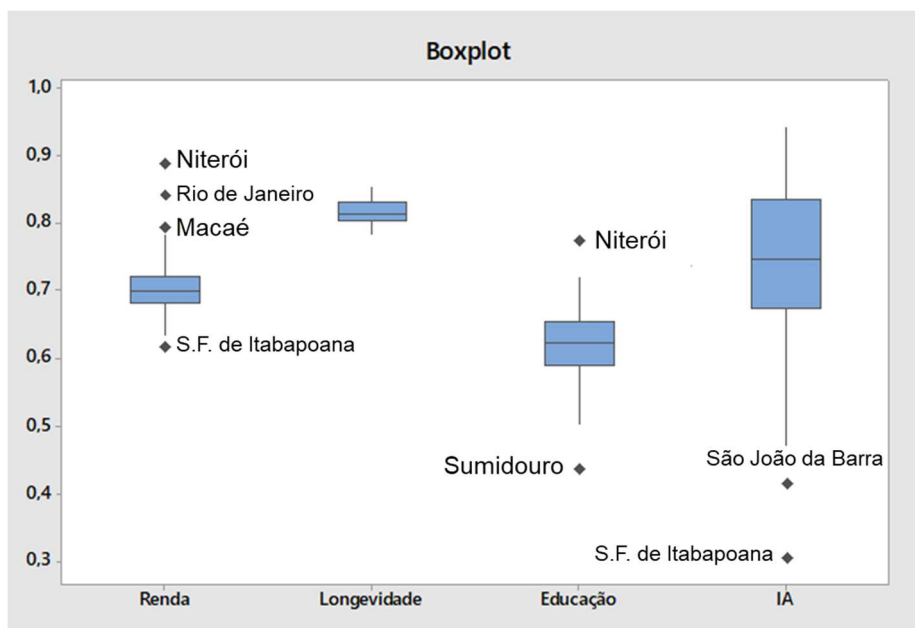 Boxplot
1,0
0,9
0,8
0,7
0,6
0,5
0,4
0,3
Niterói
Rio de Janeiro
Macaé
S.F. de Itabapoana
Niterói
Sumidouro
São João da Barra
S.F. de Itabapoana
Renda
Longevidade
Educação
IA